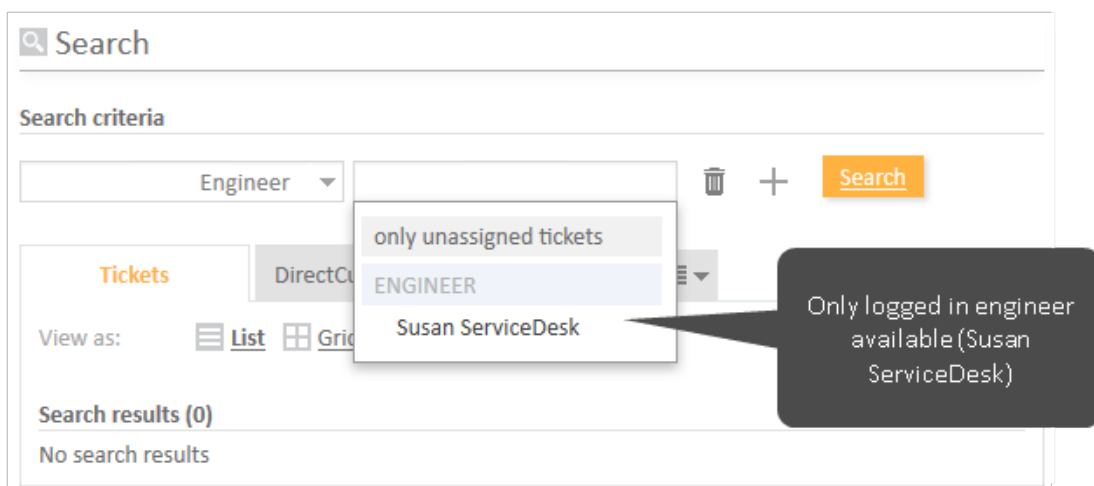 Search
Search criteria
Engineer
Search
only unassigned tickets
ENGINEER
Susan ServiceDesk
Tickets
View as:
List
Only logged in engineer
available (Susan
ServiceDesk)
Search results (0)
No search results